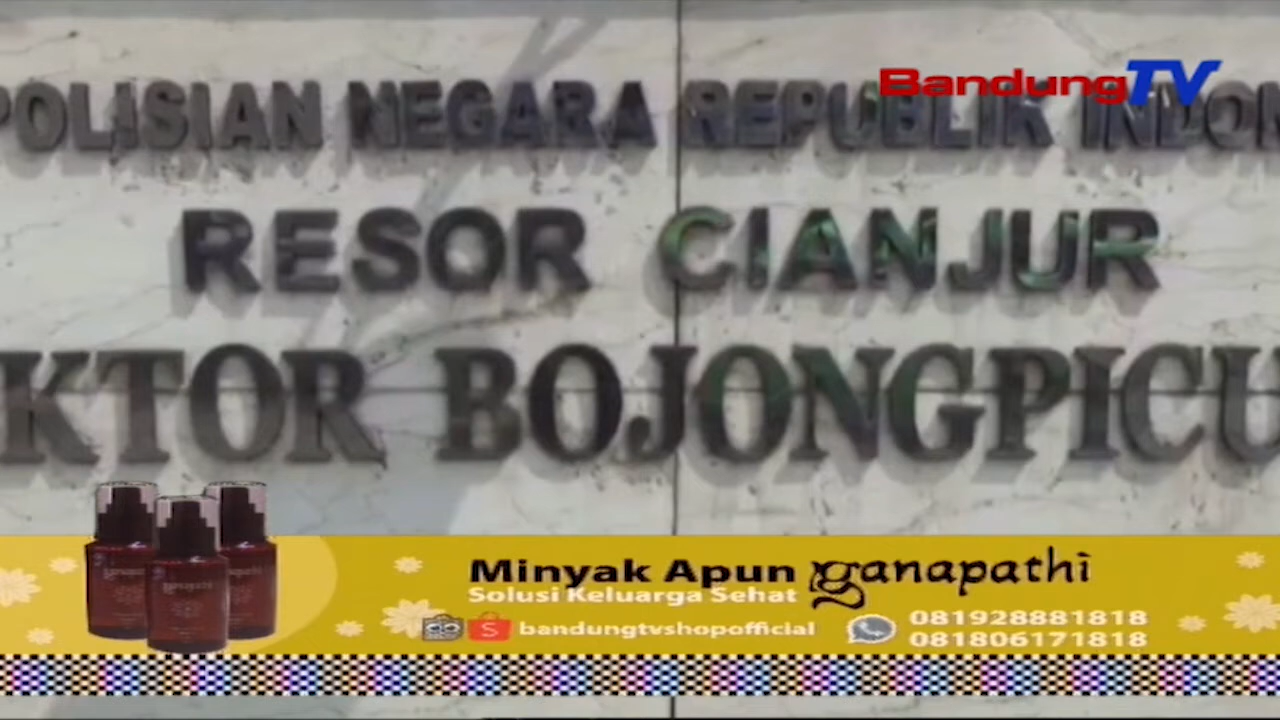 BandungTV
POLISIAN NEGARA REPUBLIK INDON
RESOR CIANJUR
KTOR BOJONGPICU
Minyak Apun ganapathi
Solusi Keluarga Sehat
bandungtvshopofficial
081928881818
081806171818